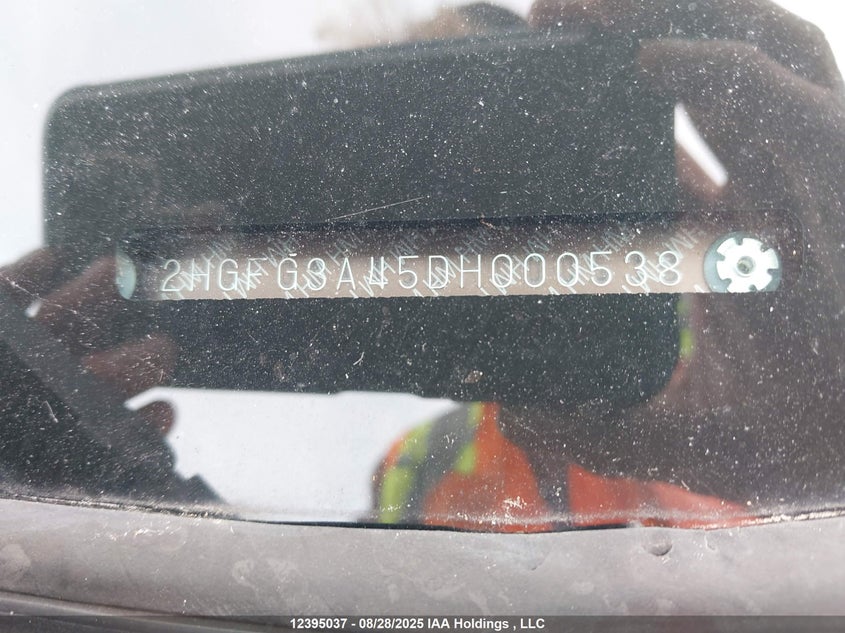 2HGFG3A45DH000538
12395037 - 08/28/2025 IAA Holdings , LLC